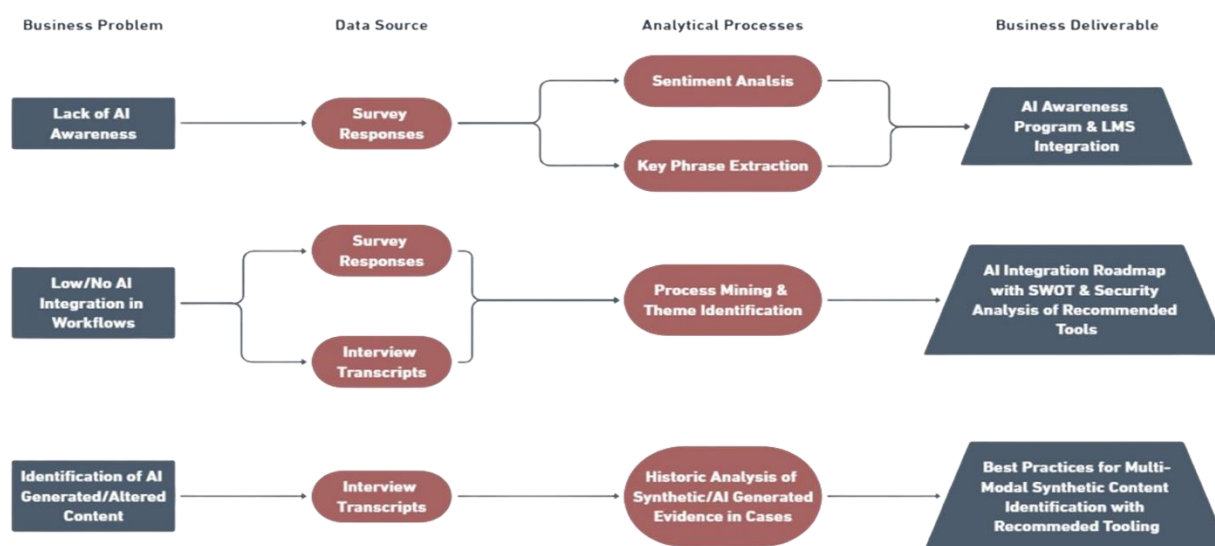 Business Problem
Data Source
Analytical Processes
Business Deliverable
Lack of AI
Awareness
Survey
Responses
Sentiment Analsis
Key Phrase Extraction
AI Awareness
Program & LMS
Integration
Low/No AI
Integration in
Workflows
Survey
Responses
Interview
Transcripts
Process Mining &
Theme Identification
AI Integration Roadmap
with SWOT & Security
Analysis of Recommended
Tools
Identification of AI
Generated/Altered
Content
Interview
Transcripts
Historic Analysis of
Synthetic/AI Generated
Evidence in Cases
Best Practices for Multi-
Modal Synthetic Content
Identification with
Recommeded Tooling